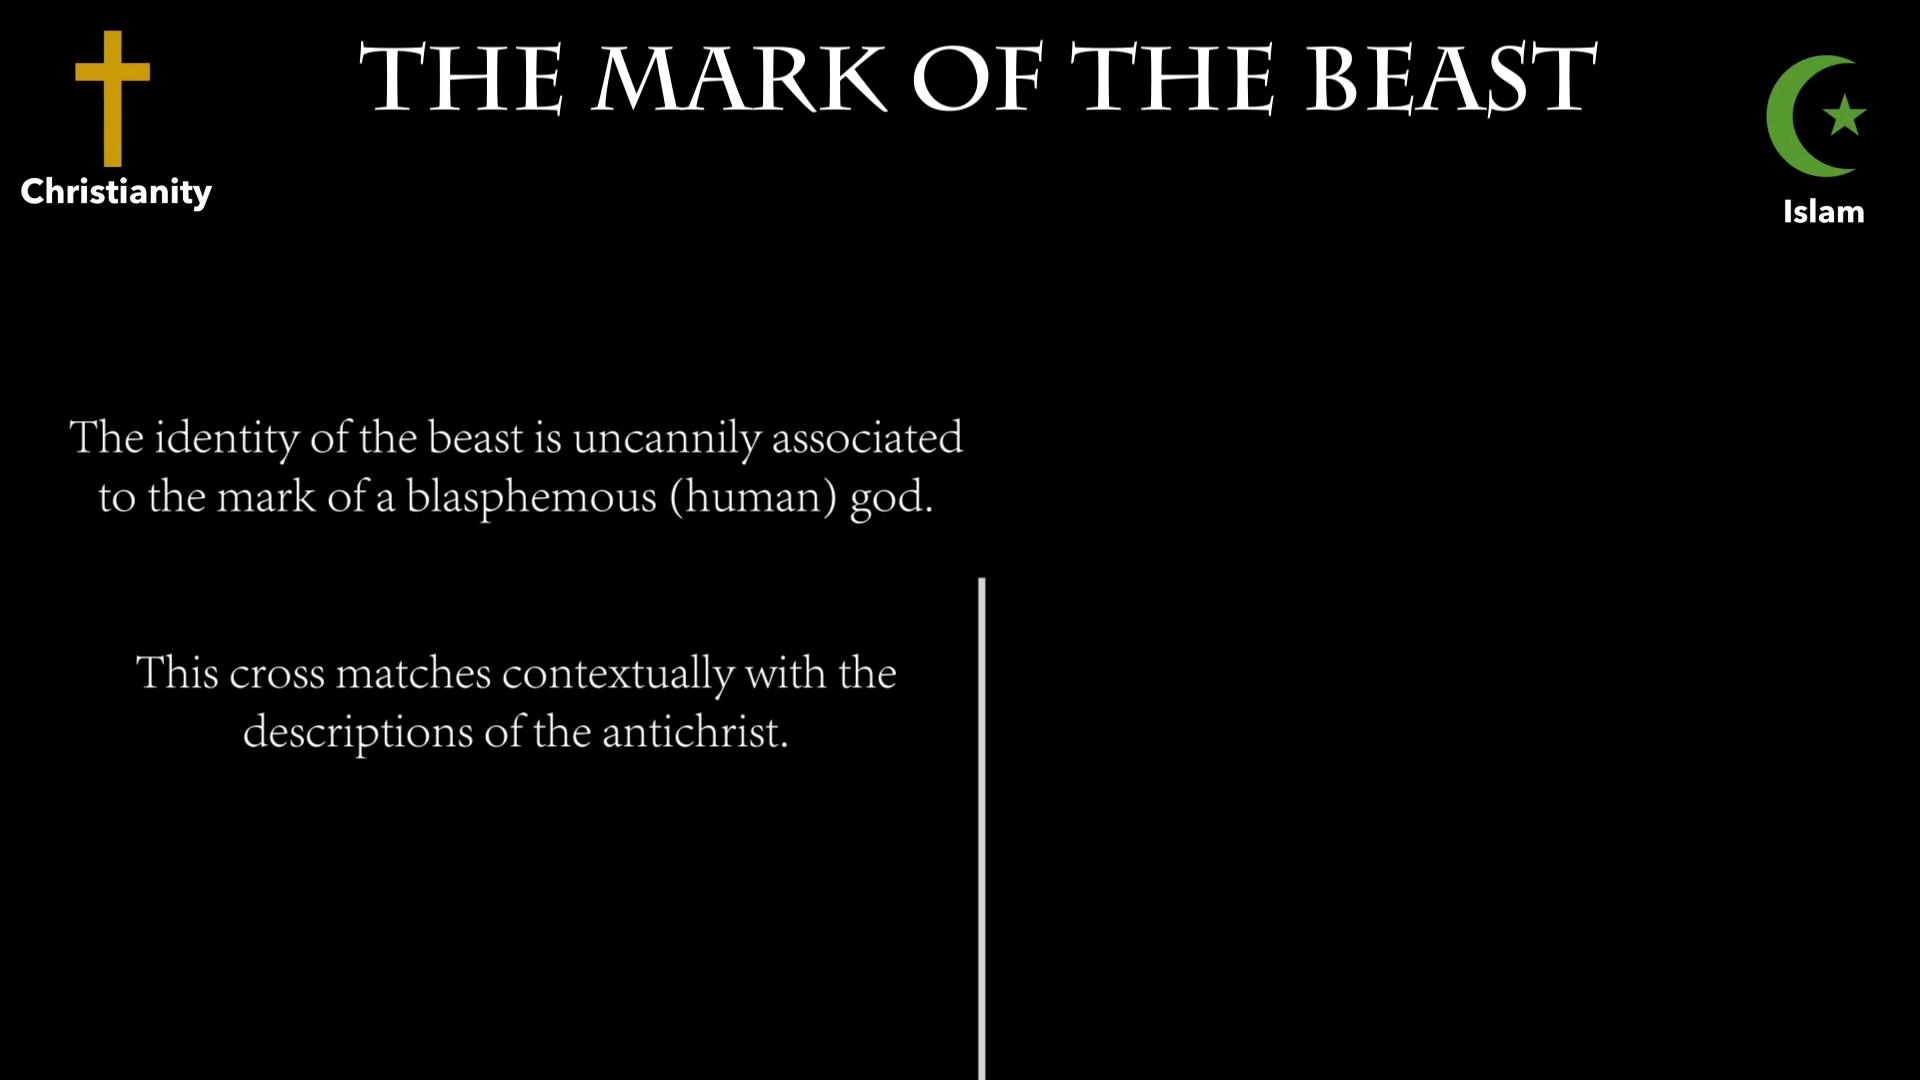 THE MARK OF THE BEAST
Christianity
Islam
The identity of the beast is uncannily associated
to the mark of a blasphemous (human) god.
This cross matches contextually with the
descriptions of the antichrist.